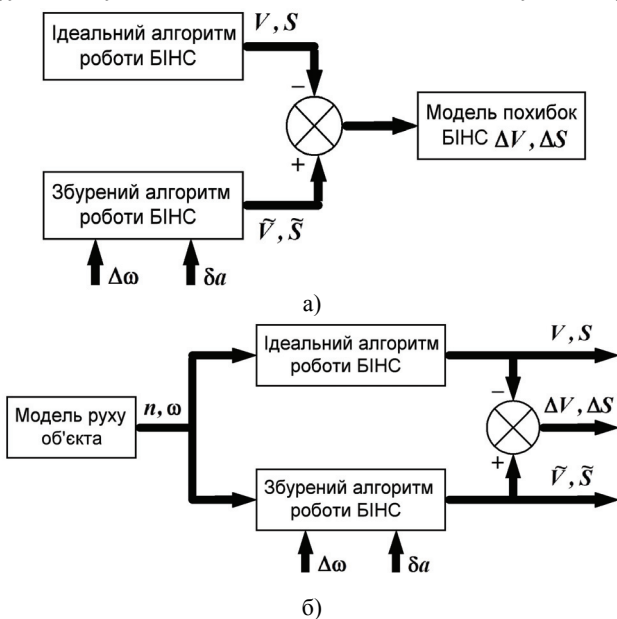 V, S
Ідеальний алгоритм
роботи БІНС
−
Модель похибок
БІНС ΔV, ΔS
+
Збурений алгоритм
роботи БІНС
Ṽ, S̃
Δω
δa
а)
Ідеальний алгоритм
роботи БІНС
V, S
−
n, ω
ΔV, ΔS
Модель руху
об'єкта
+
Збурений алгоритм
роботи БІНС
Ṽ, S̃
Δω
δa
б)